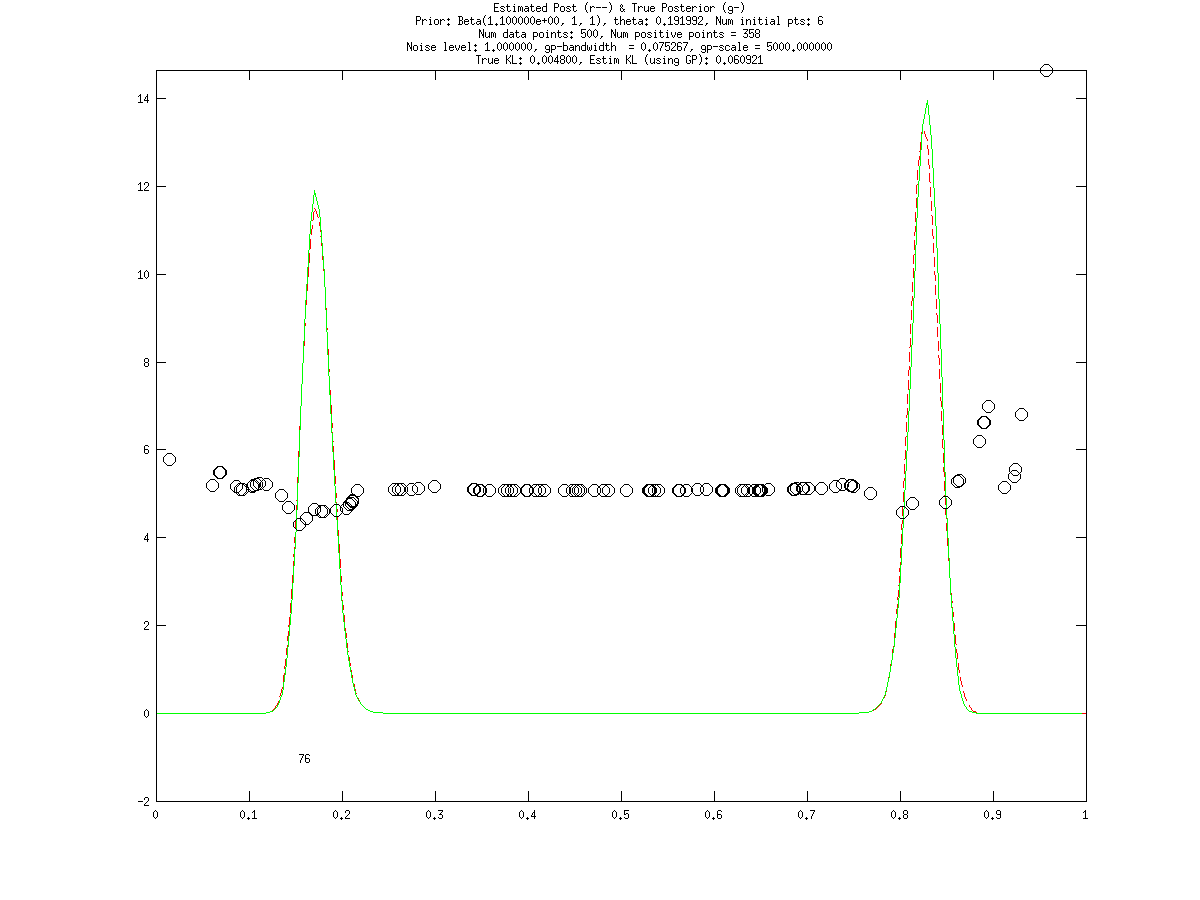 Estimated Post (r--) & True Posterior (g-)
Prior: Beta(1.100000e+00, 1, 1), theta: 0.191992, Num initial pts: 6
Num data points: 500, Num positive points = 358
Noise level: 1.000000, gp-bandwidth  = 0.075267, gp-scale = 5000.000000
True KL: 0.004800, Estim KL (using GP): 0.060921
14
12
10
8
6
4
2
0
76
-2
0 0.1 0.2 0.3 0.4 0.5 0.6 0.7 0.8 0.9 1